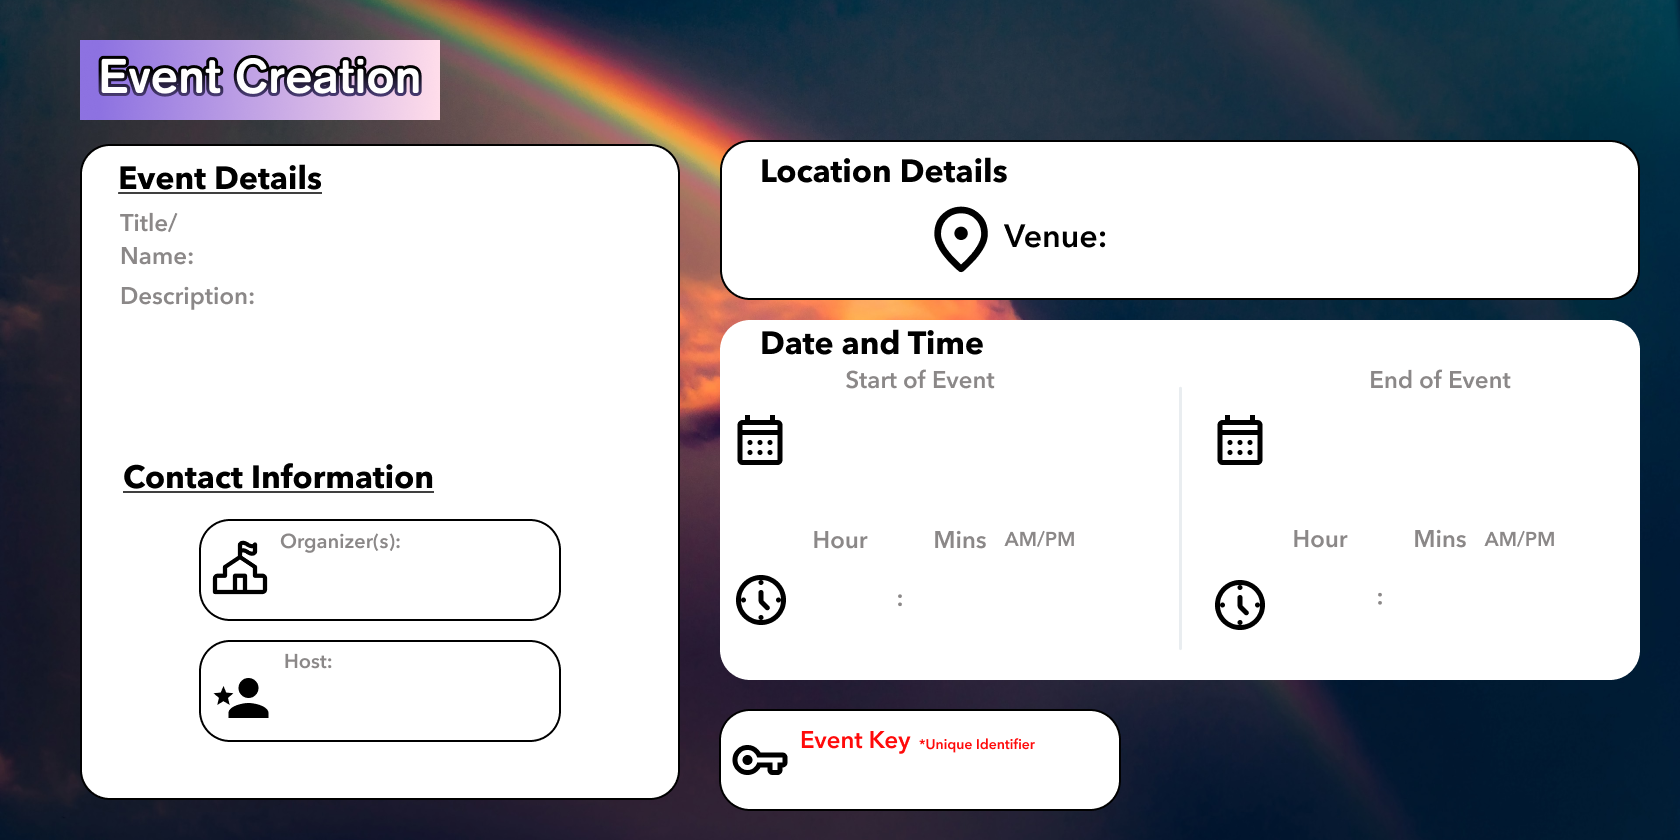 Event Creation
Event Details
Title/
Name:
Description:
Contact Information
Organizer(s):
Host:
Location Details
Venue:
Date and Time
Start of Event
Hour Mins AM/PM
:
End of Event
Hour Mins AM/PM
:
Event Key *Unique Identifier